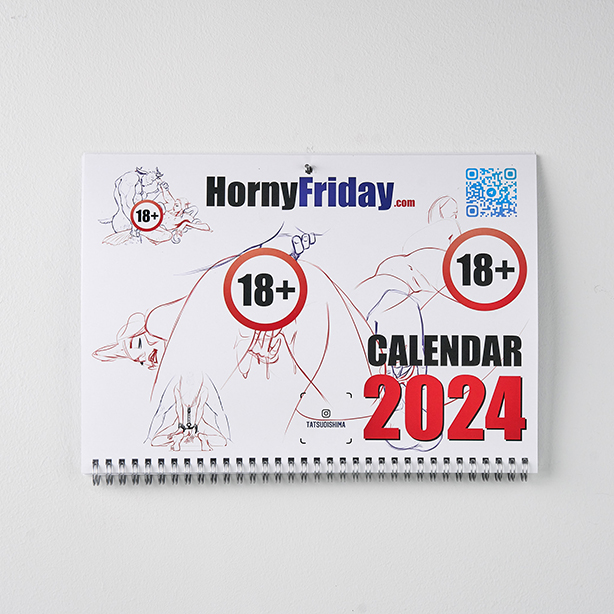 HornyFriday.com
18+
18+
18+
CALENDAR
2024
TATSUOISHIMA